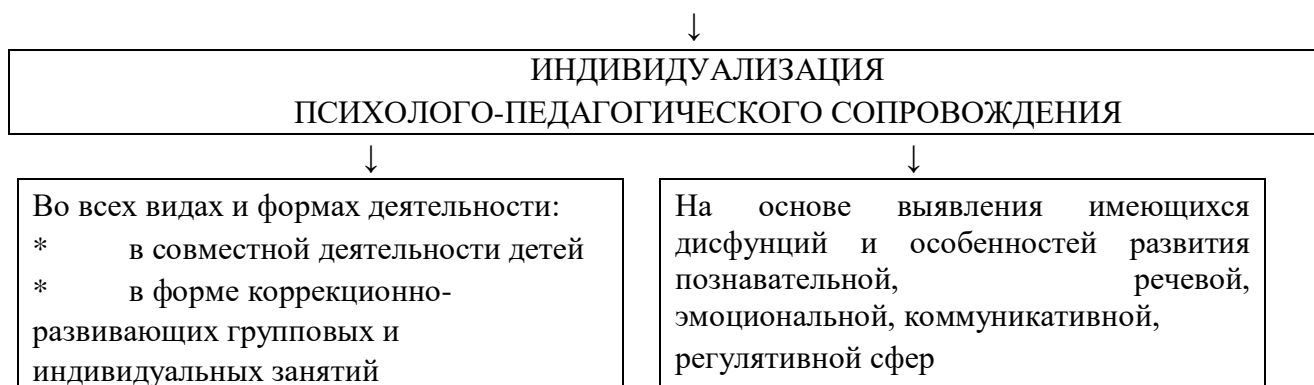 ↓
ИНДИВИДУАЛИЗАЦИЯ
ПСИХОЛОГО-ПЕДАГОГИЧЕСКОГО СОПРОВОЖДЕНИЯ
↓ ↓
Во всех видах и формах деятельности:
* в совместной деятельности детей
* в форме коррекционно-
развивающих групповых и
индивидуальных занятий
На основе выявления имеющихся
дисфунций и особенностей развития
познавательной, речевой,
эмоциональной, коммуникативной,
регулятивной сфер